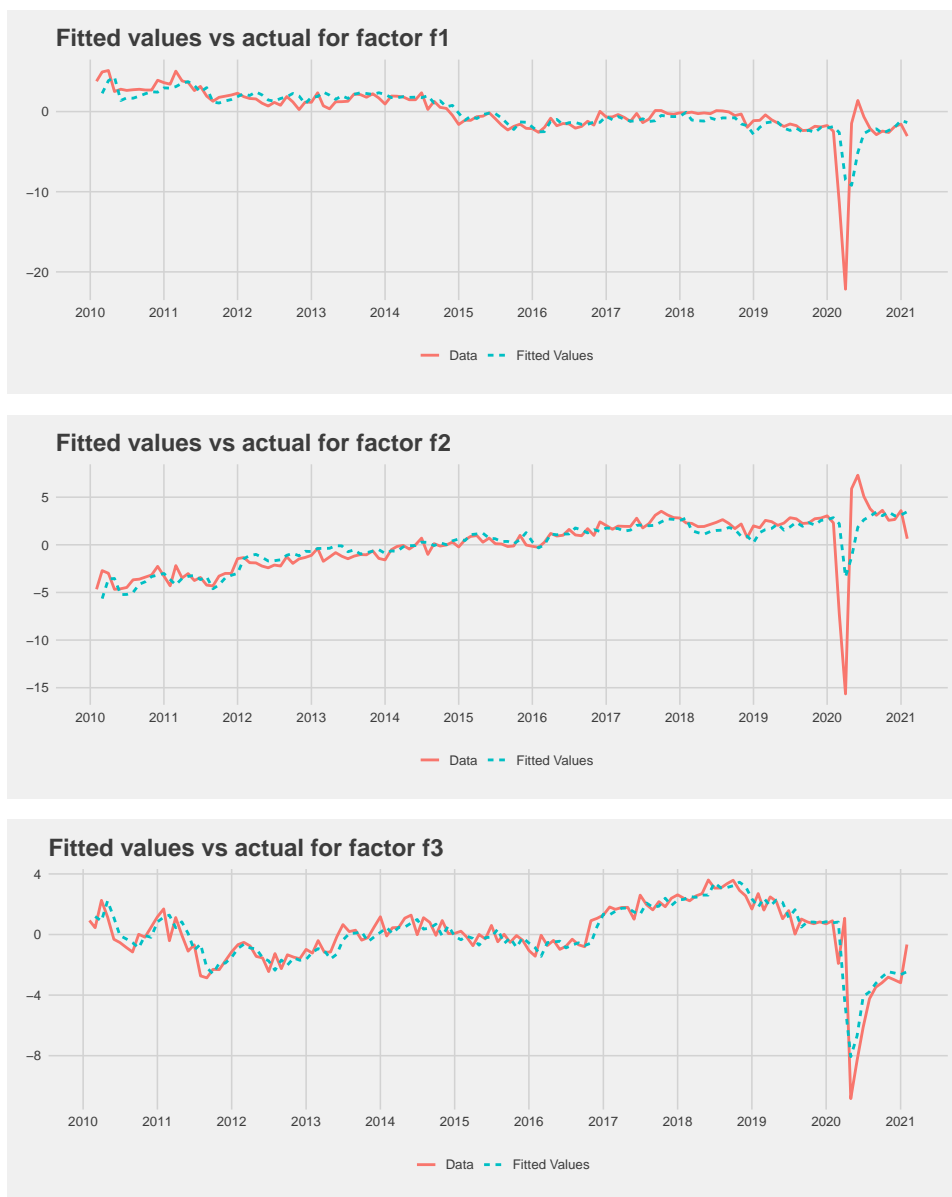 Fitted values vs actual for factor f1
0
−10
−20
2010 2011 2012 2013 2014 2015 2016 2017 2018 2019 2020 2021
Data Fitted Values
Fitted values vs actual for factor f2
5
0
−5
−10
−15
2010 2011 2012 2013 2014 2015 2016 2017 2018 2019 2020 2021
Data Fitted Values
Fitted values vs actual for factor f3
4
0
−4
−8
2010 2011 2012 2013 2014 2015 2016 2017 2018 2019 2020 2021
Data Fitted Values